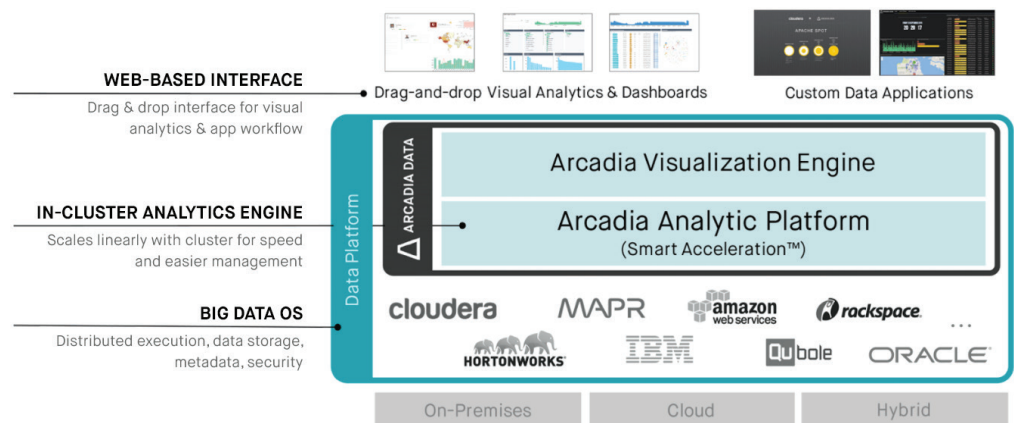 APACHE SPOT
WEB-BASED INTERFACE
Drag-and-drop Visual Analytics & Dashboards
Custom Data Applications
Drag & drop interface for visual
analytics & app workflow
Data Platform
ARCADIA DATA
Arcadia Visualization Engine
IN-CLUSTER ANALYTICS ENGINE
Scales linearly with cluster for speed
and easier management
Arcadia Analytic Platform
(Smart Acceleration™)
BIG DATA OS
Distributed execution, data storage,
metadata, security
cloudera
MAPR
amazon
web services
rackspace.
...
HORTONWORKS
IBM
Qubole
ORACLE
On-Premises
Cloud
Hybrid